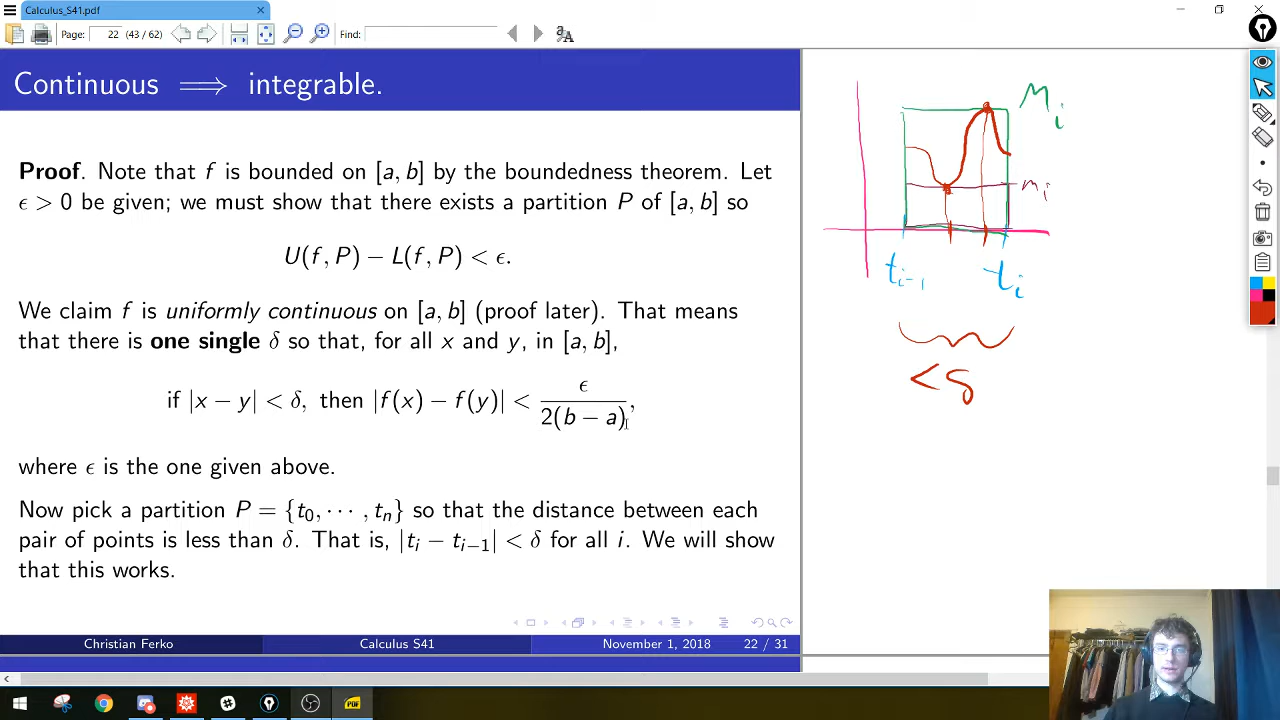 Calculus_S41.pdf
Page: 22 (43 / 62) Find:
Continuous ⟹ integrable.
Proof. Note that f is bounded on [a, b] by the boundedness theorem. Let
ϵ > 0 be given; we must show that there exists a partition P of [a, b] so
U(f, P) − L(f, P) < ϵ.
We claim f is uniformly continuous on [a, b] (proof later). That means
that there is one single δ so that, for all x and y, in [a, b],
if |x − y| < δ, then |f(x) − f(y)| < ϵ / 2(b − a),
where ϵ is the one given above.
Now pick a partition P = {t₀, ⋯ , tₙ} so that the distance between each
pair of points is less than δ. That is, |tᵢ − tᵢ₋₁| < δ for all i. We will show
that this works.
Christian Ferko Calculus S41 November 1, 2018 22 / 31
Mᵢ
mᵢ
tᵢ₋₁ tᵢ
< δ